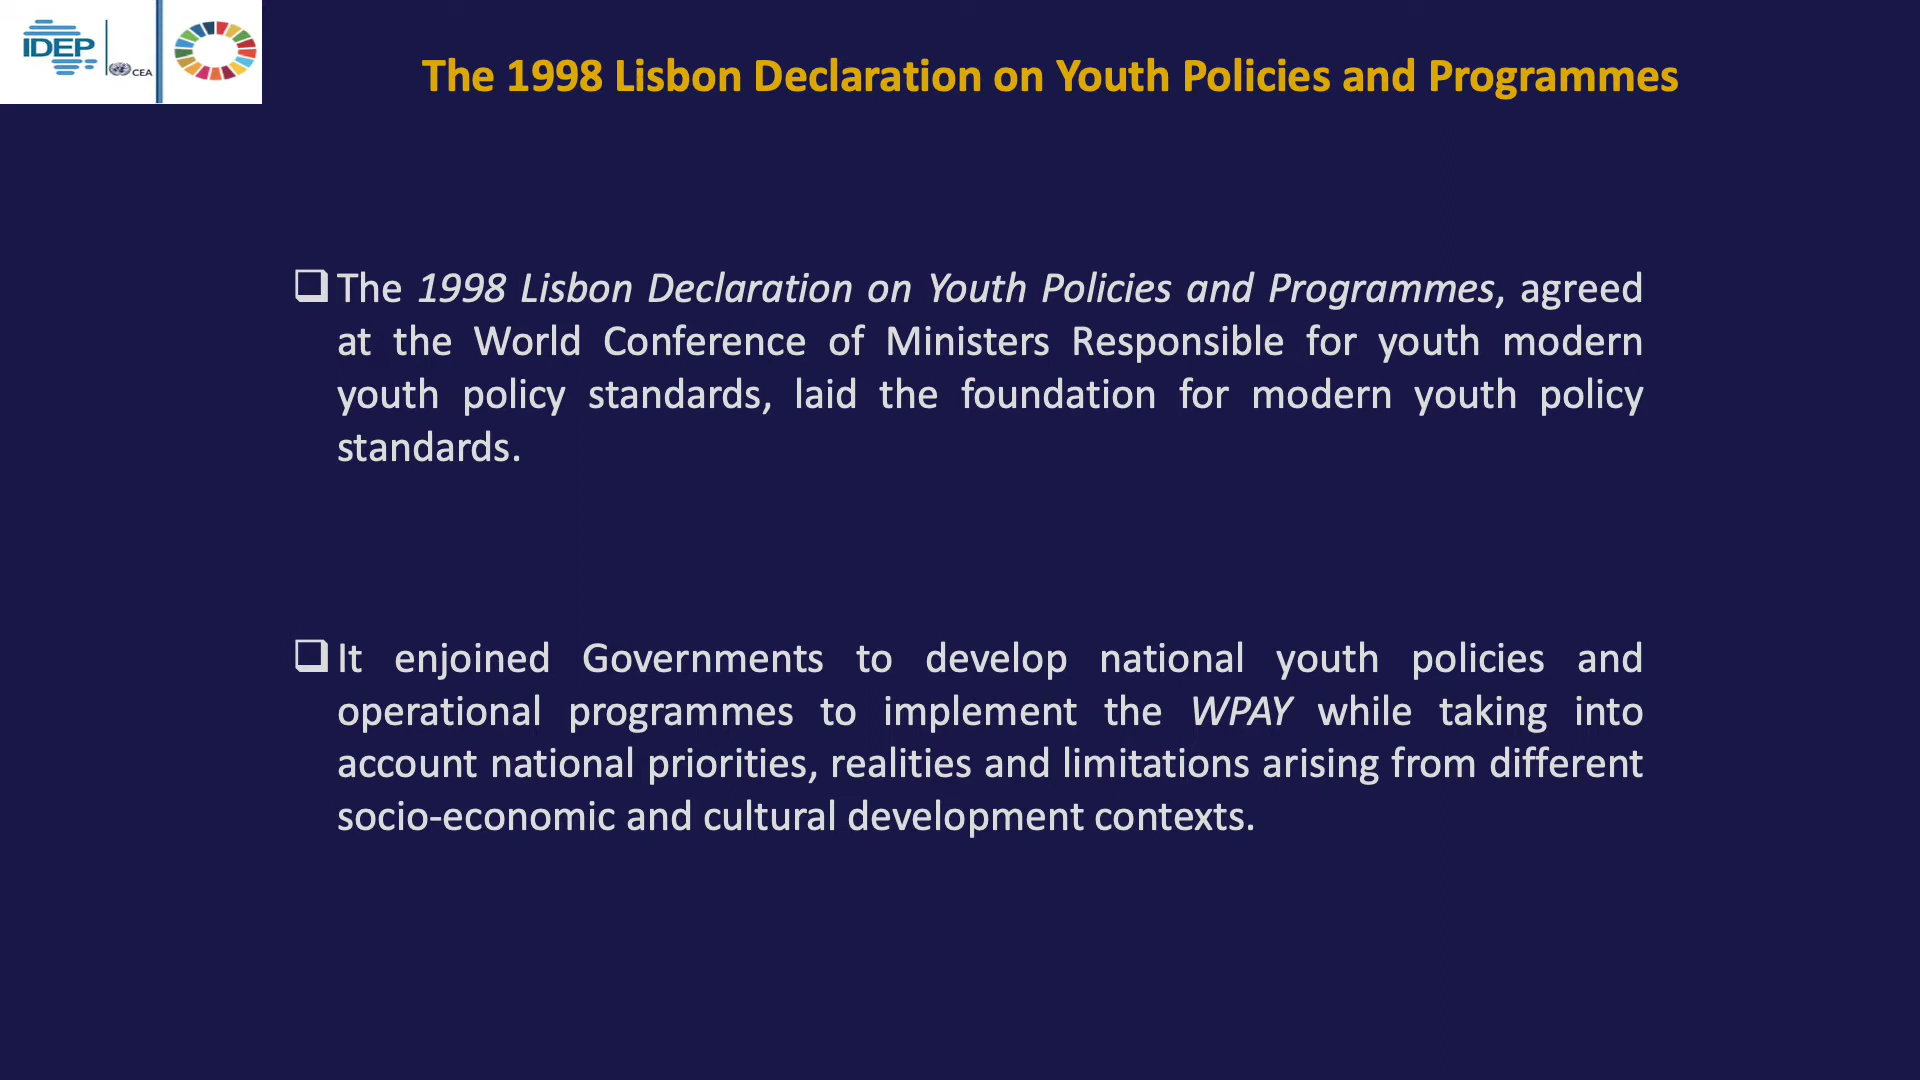 IDEP
CEA
The 1998 Lisbon Declaration on Youth Policies and Programmes
The 1998 Lisbon Declaration on Youth Policies and Programmes, agreed
at the World Conference of Ministers Responsible for youth modern
youth policy standards, laid the foundation for modern youth policy
standards.
It enjoined Governments to develop national youth policies and
operational programmes to implement the WPAY while taking into
account national priorities, realities and limitations arising from different
socio-economic and cultural development contexts.